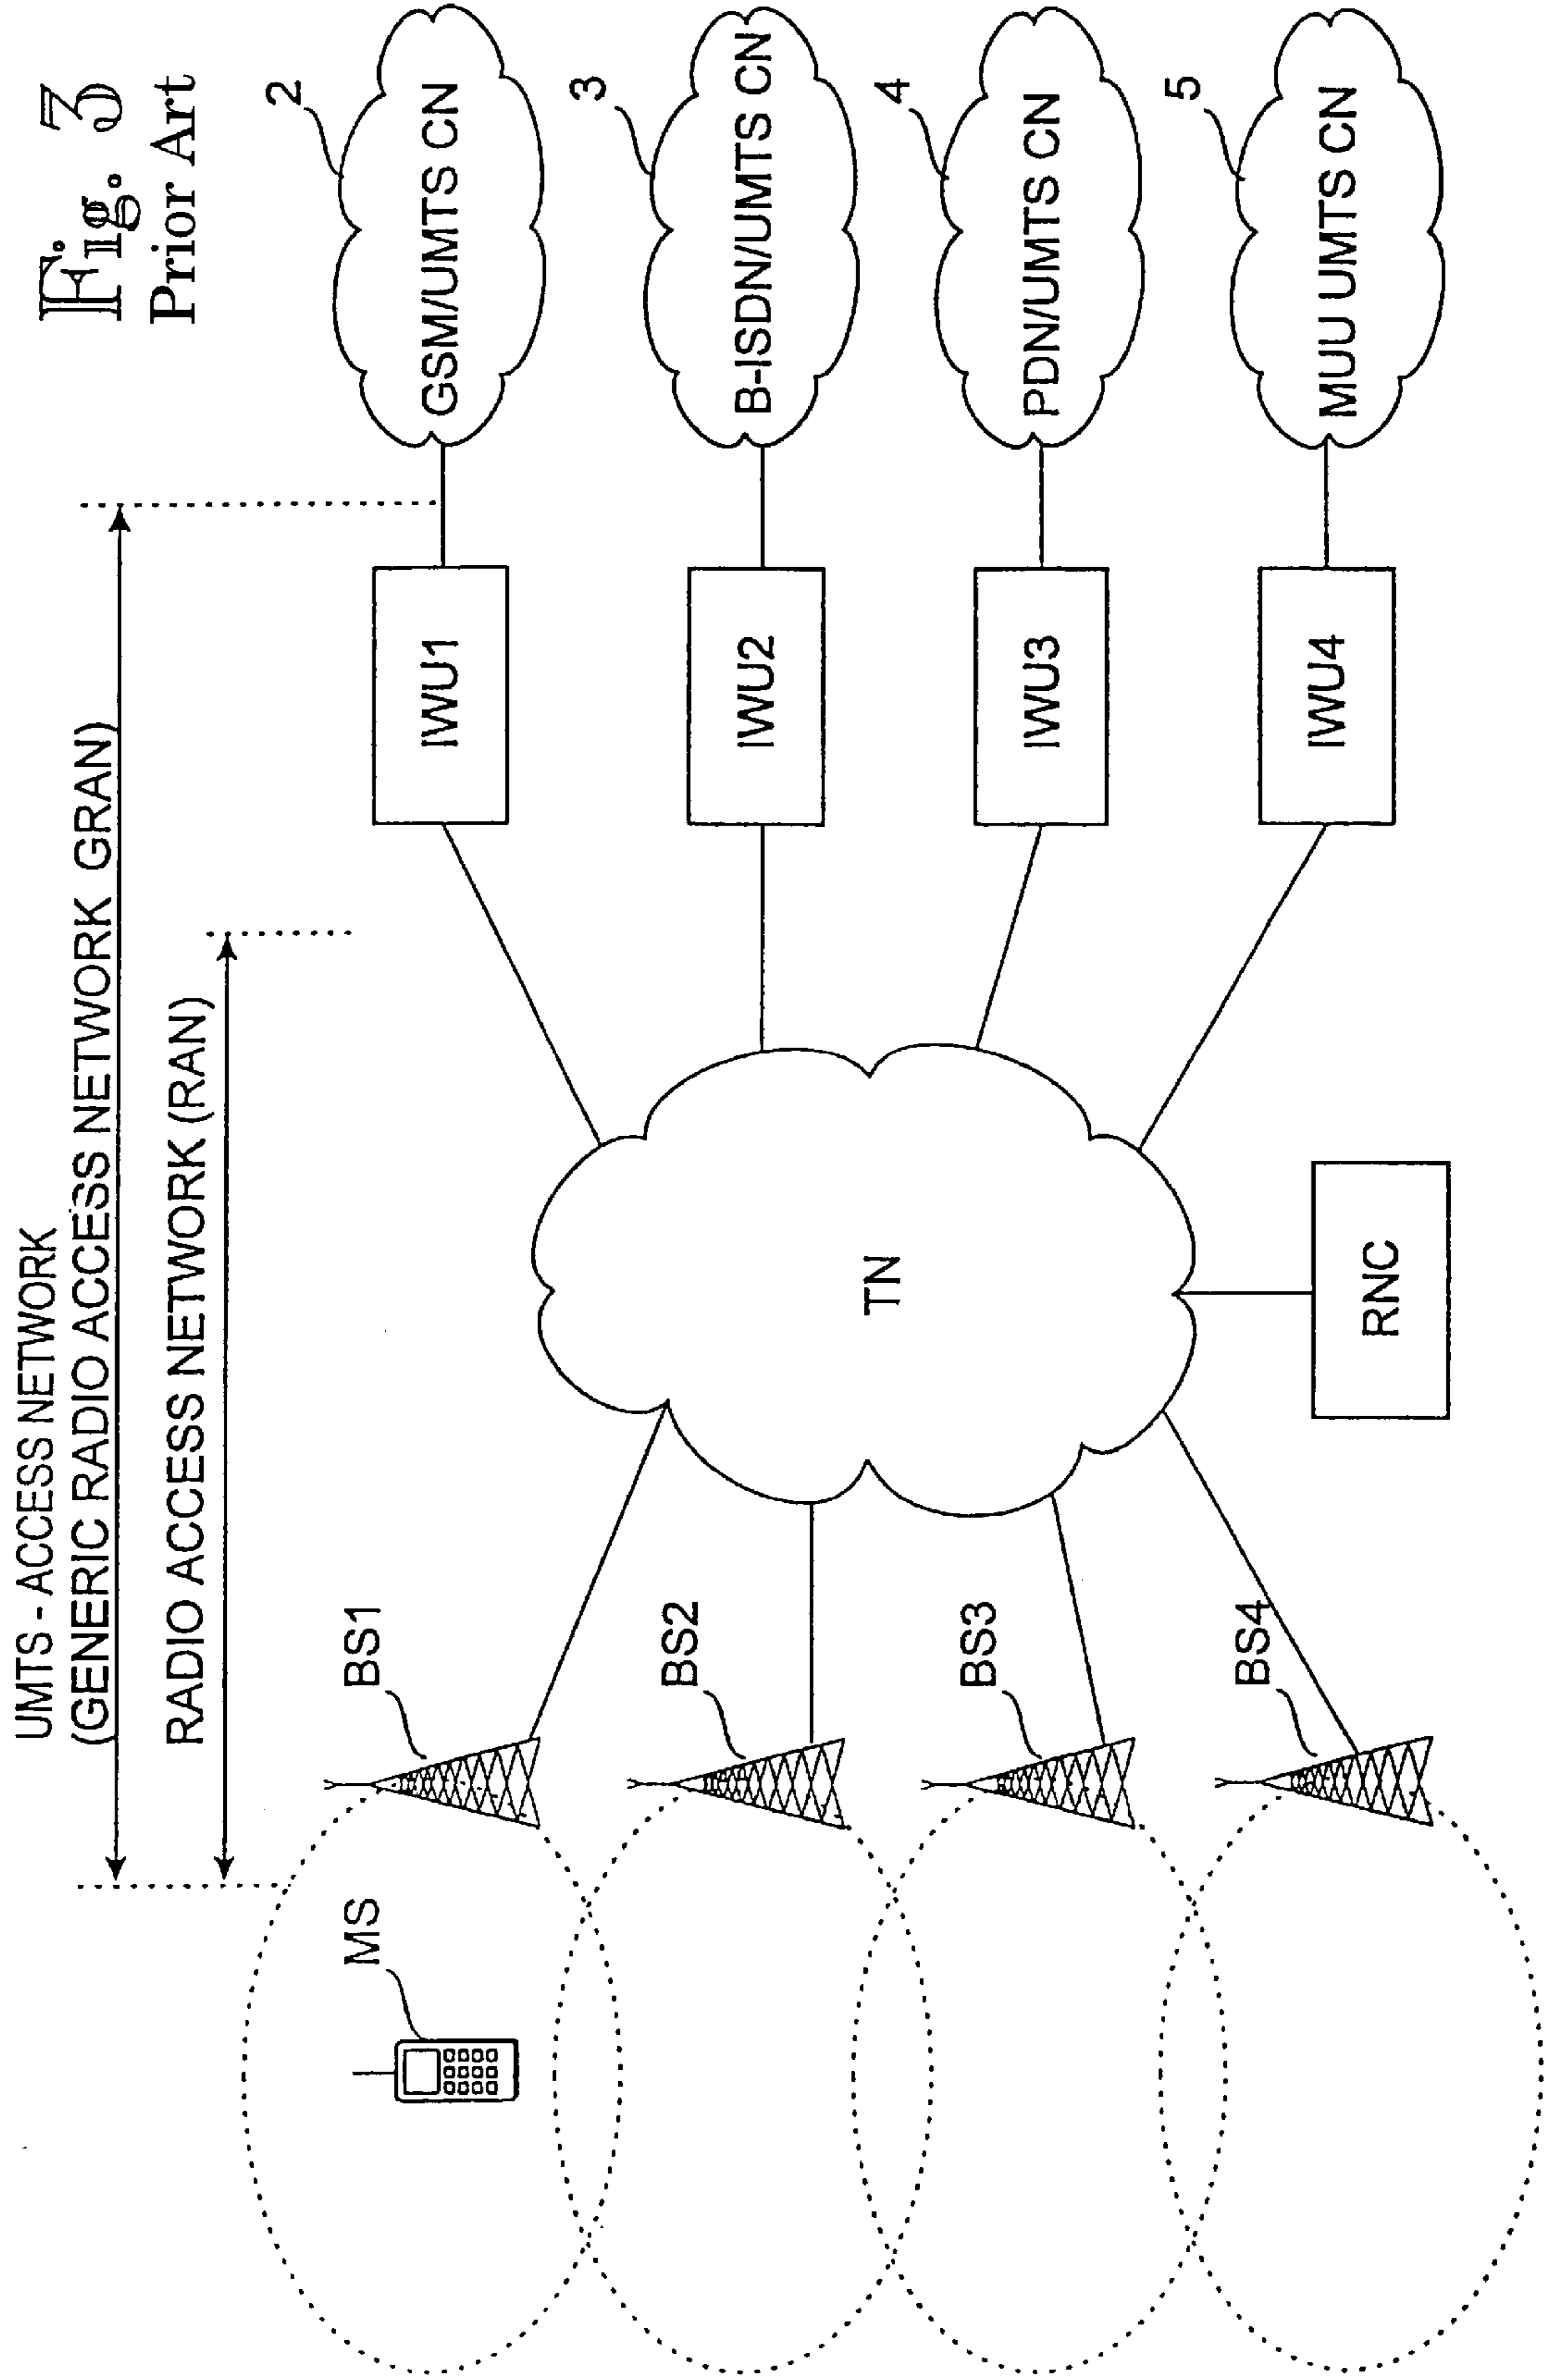 Fig. 3
Prior Art
UMTS - ACCESS NETWORK
(GENERIC RADIO ACCESS NETWORK GRAN)
RADIO ACCESS NETWORK (RAN)
MS
BS1
BS2
BS3
BS4
TN
RNC
IWU1
IWU2
IWU3
IWU4
2
GSM/UMTS CN
3
B-ISDN/UMTS CN
4
PDN/UMTS CN
5
MUU UMTS CN